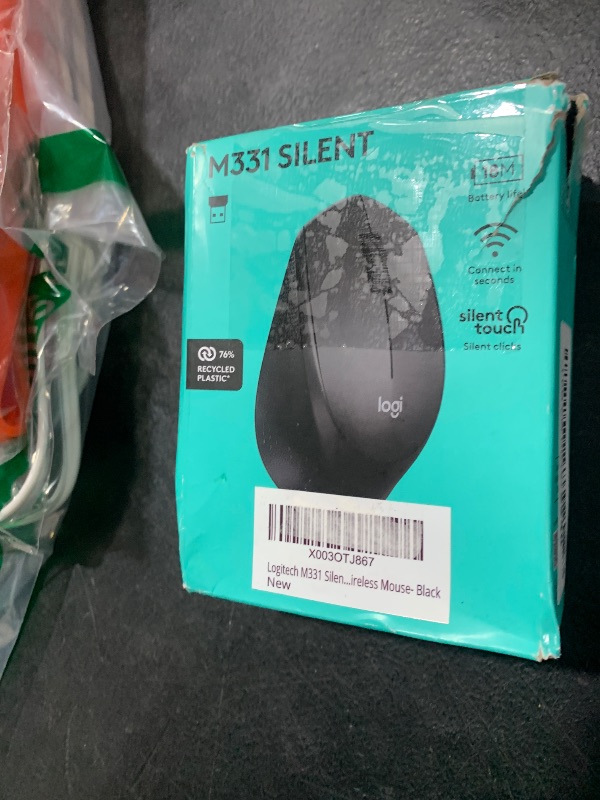 M331 SILENT
18M
Battery life*
Connect in
seconds
silent
touch
Silent clicks
76%
RECYCLED
PLASTIC*
logi
X003OTJ867
Logitech M331 Silen...ireless Mouse- Black
New